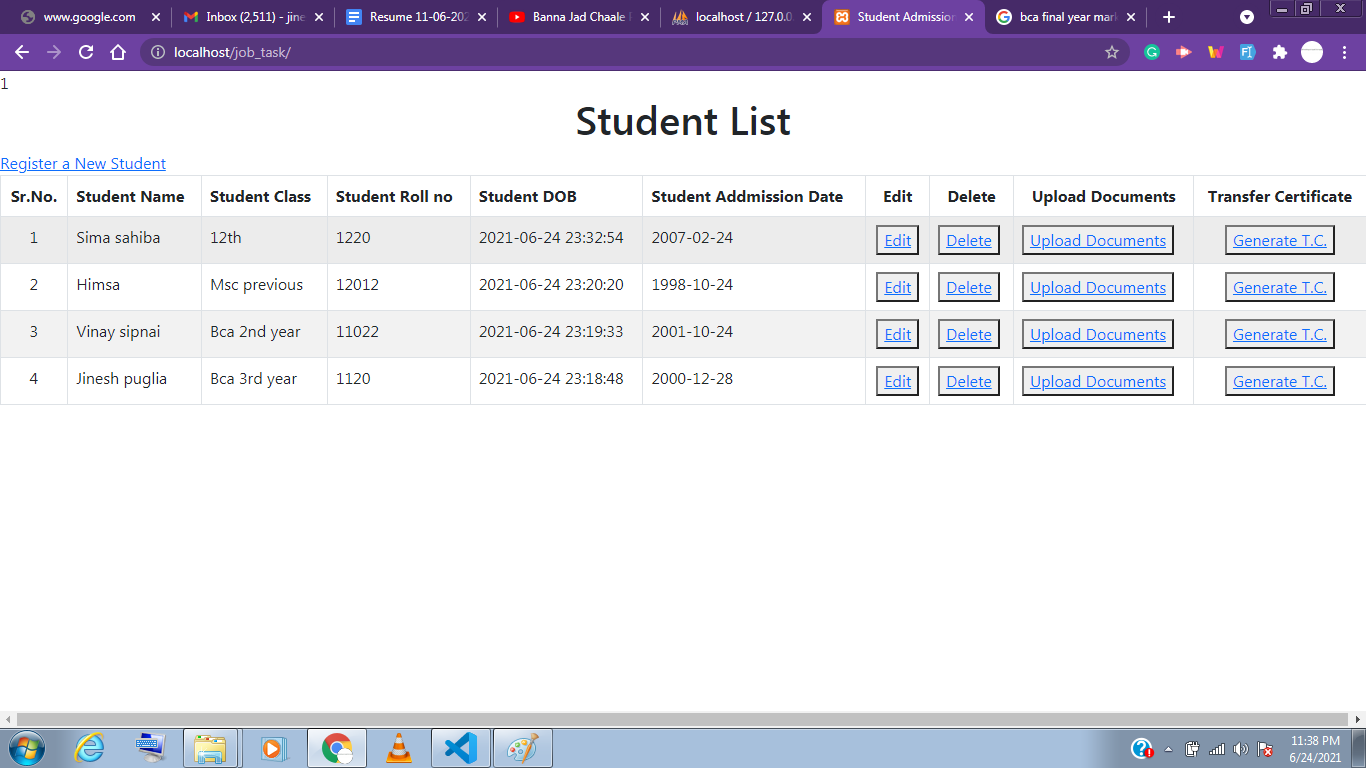 www.google.com
Inbox (2,511) - jine
Resume 11-06-202
Banna Jad Chaale
localhost / 127.0.0
Student Admission
bca final year mar
localhost/job_task/
1
Student List
Register a New Student
Sr.No. Student Name Student Class Student Roll no Student DOB Student Addmission Date Edit Delete Upload Documents Transfer Certificate
1 Sima sahiba 12th 1220 2021-06-24 23:32:54 2007-02-24 Edit Delete Upload Documents Generate T.C.
2 Himsa Msc previous 12012 2021-06-24 23:20:20 1998-10-24 Edit Delete Upload Documents Generate T.C.
3 Vinay sipnai Bca 2nd year 11022 2021-06-24 23:19:33 2001-10-24 Edit Delete Upload Documents Generate T.C.
4 Jinesh puglia Bca 3rd year 1120 2021-06-24 23:18:48 2000-12-28 Edit Delete Upload Documents Generate T.C.
11:38 PM
6/24/2021